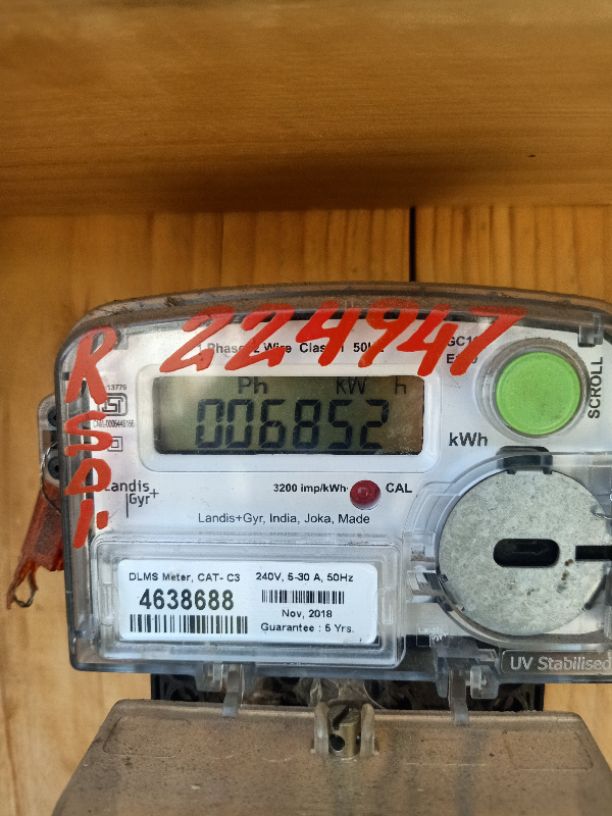 224947
1 Phase 2 Wire Class 1 50Hz
RSDI
13779
Ph kW h
006852
kWh
SCROLL
Landis
Gyr+
3200 imp/kWh
CAL
Landis+Gyr, India, Joka, Made
DLMS Meter, CAT- C3
240V, 5-30 A, 50Hz
4638688
Nov, 2018
Guarantee : 5 Yrs.
UV Stabilised